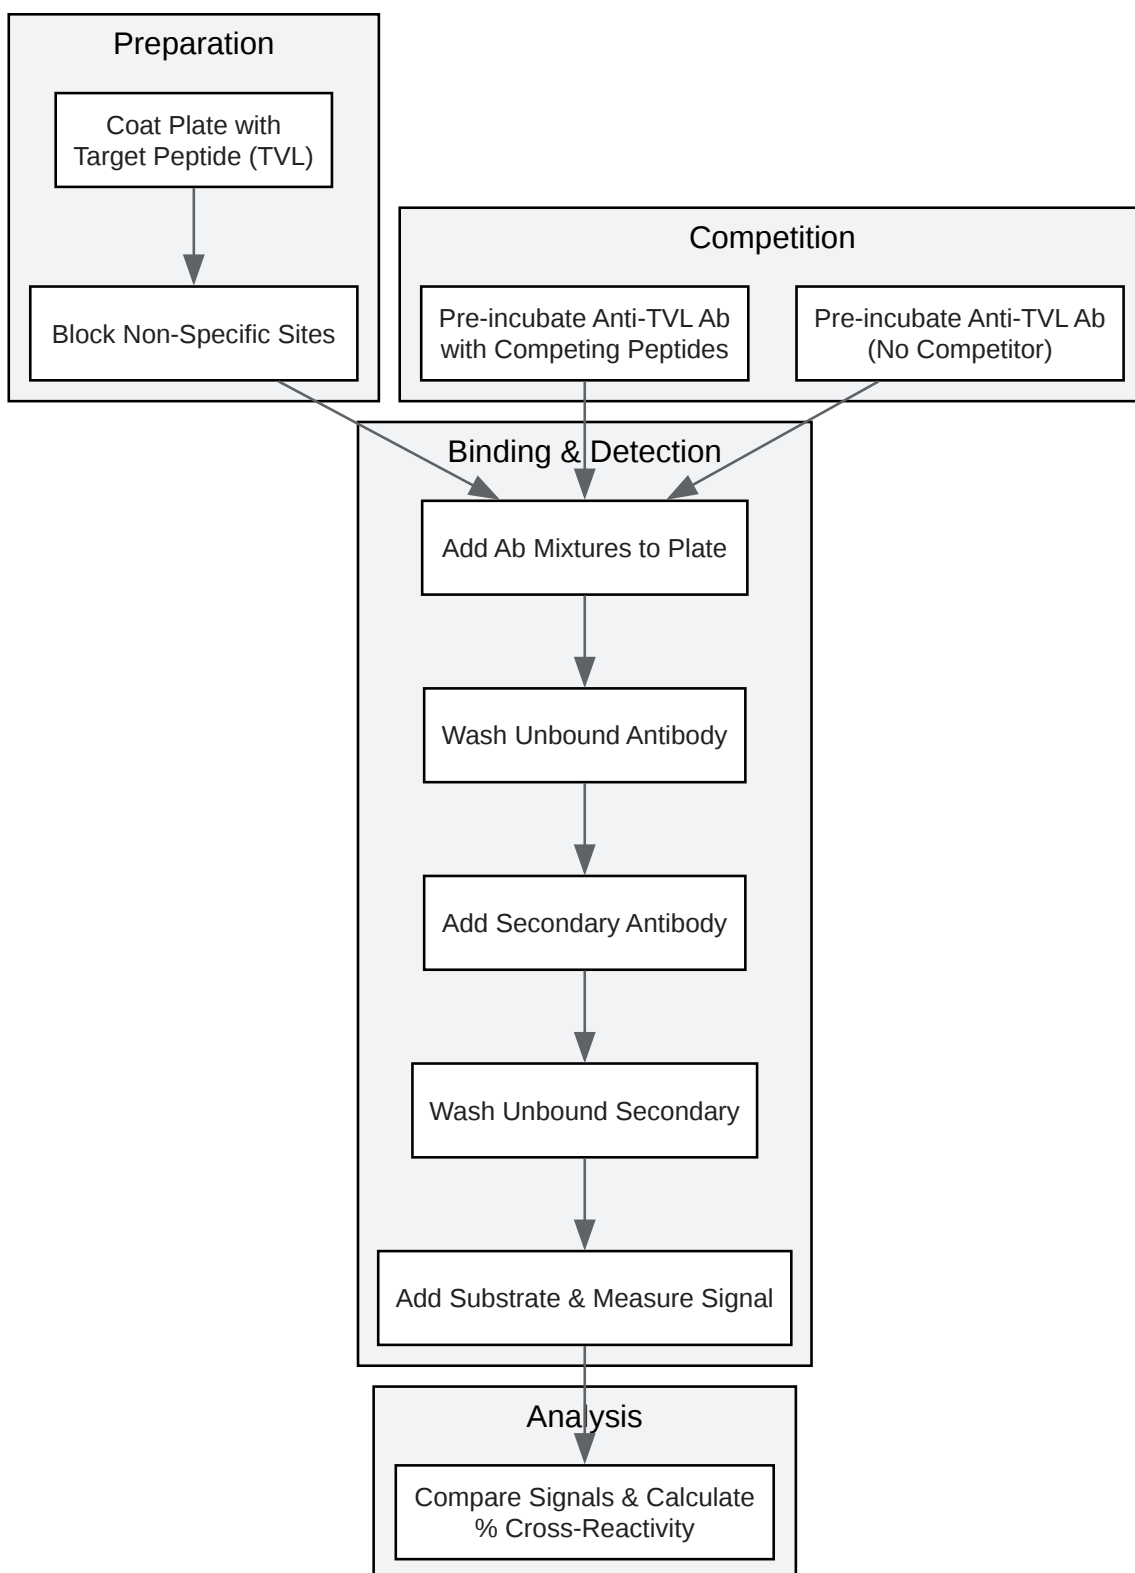 Preparation
Coat Plate with
Target Peptide (TVL)
Block Non-Specific Sites
Competition
Pre-incubate Anti-TVL Ab
with Competing Peptides
Pre-incubate Anti-TVL Ab
(No Competitor)
Binding & Detection
Add Ab Mixtures to Plate
Wash Unbound Antibody
Add Secondary Antibody
Wash Unbound Secondary
Add Substrate & Measure Signal
Analysis
Compare Signals & Calculate
% Cross-Reactivity